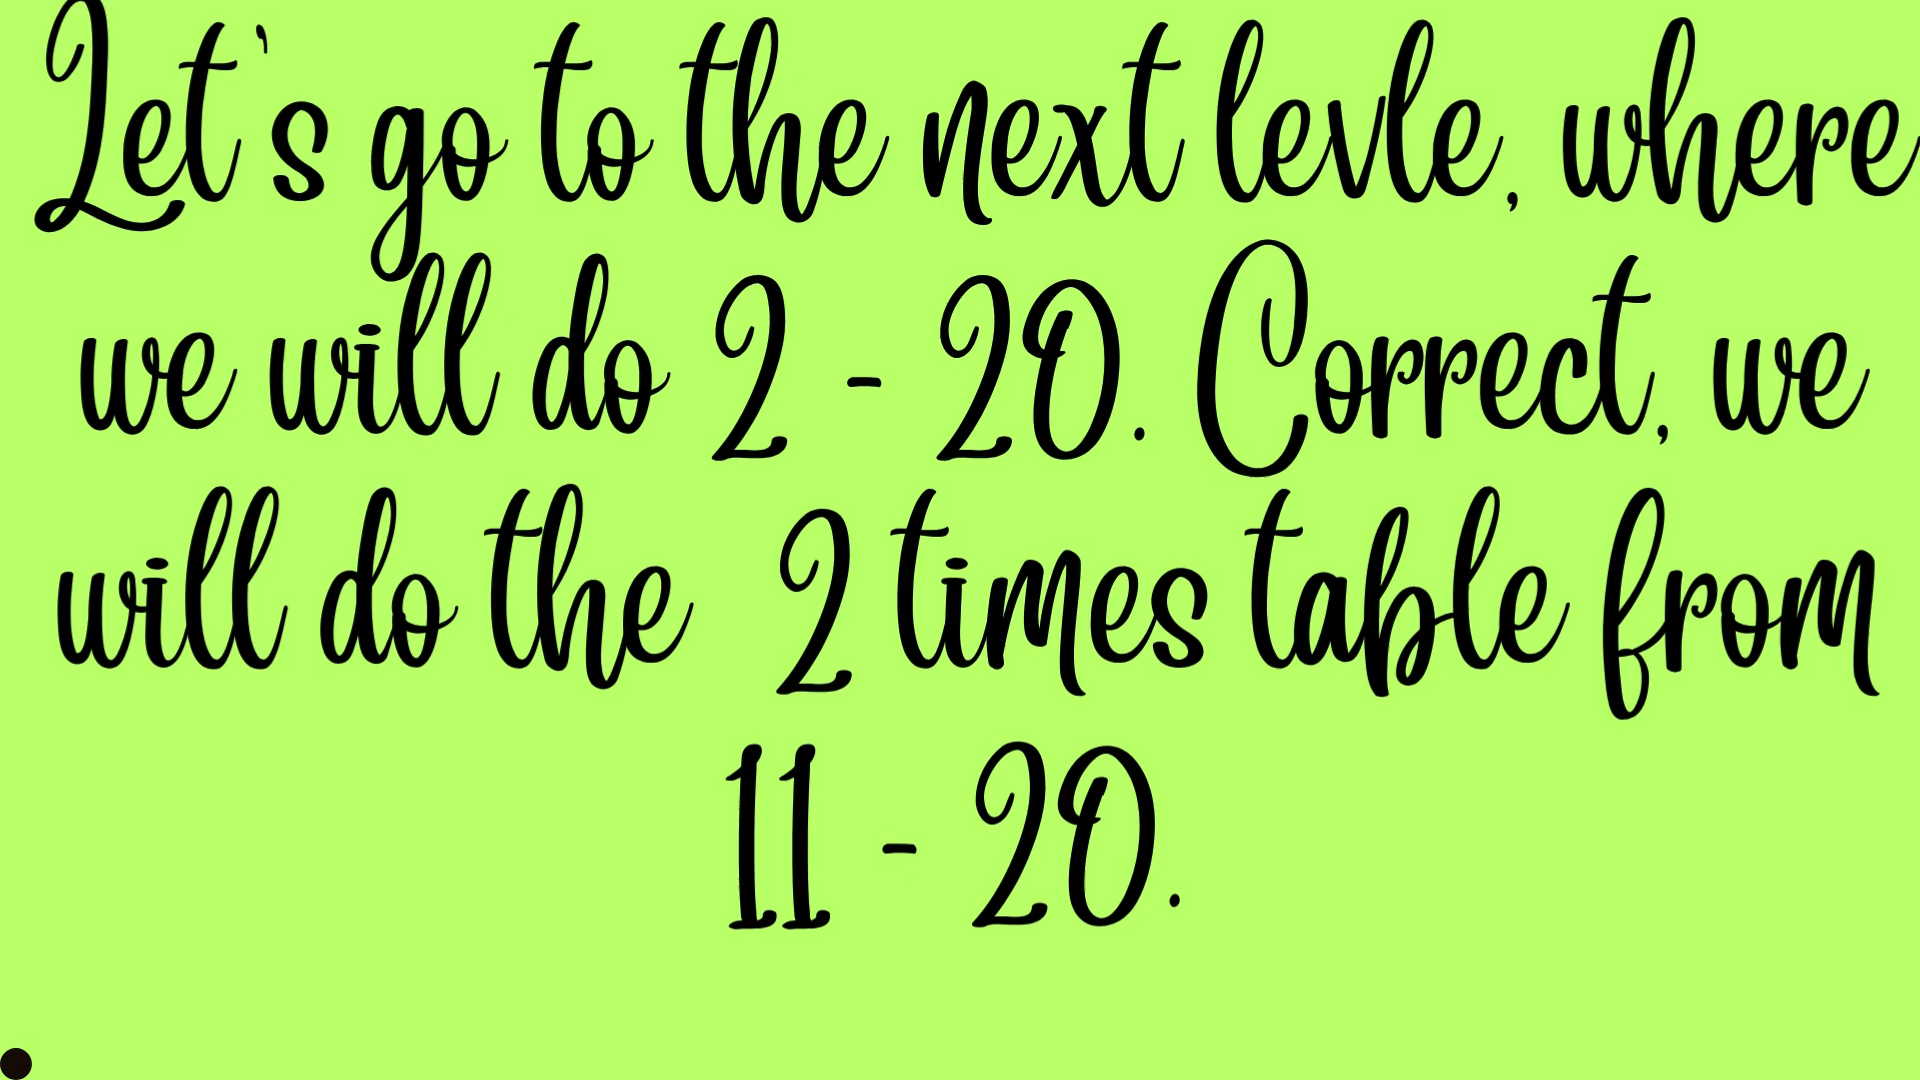 Let's go to the next levle, where
we will do 2 - 20. Correct, we
will do the 2 times table from
11 - 20.